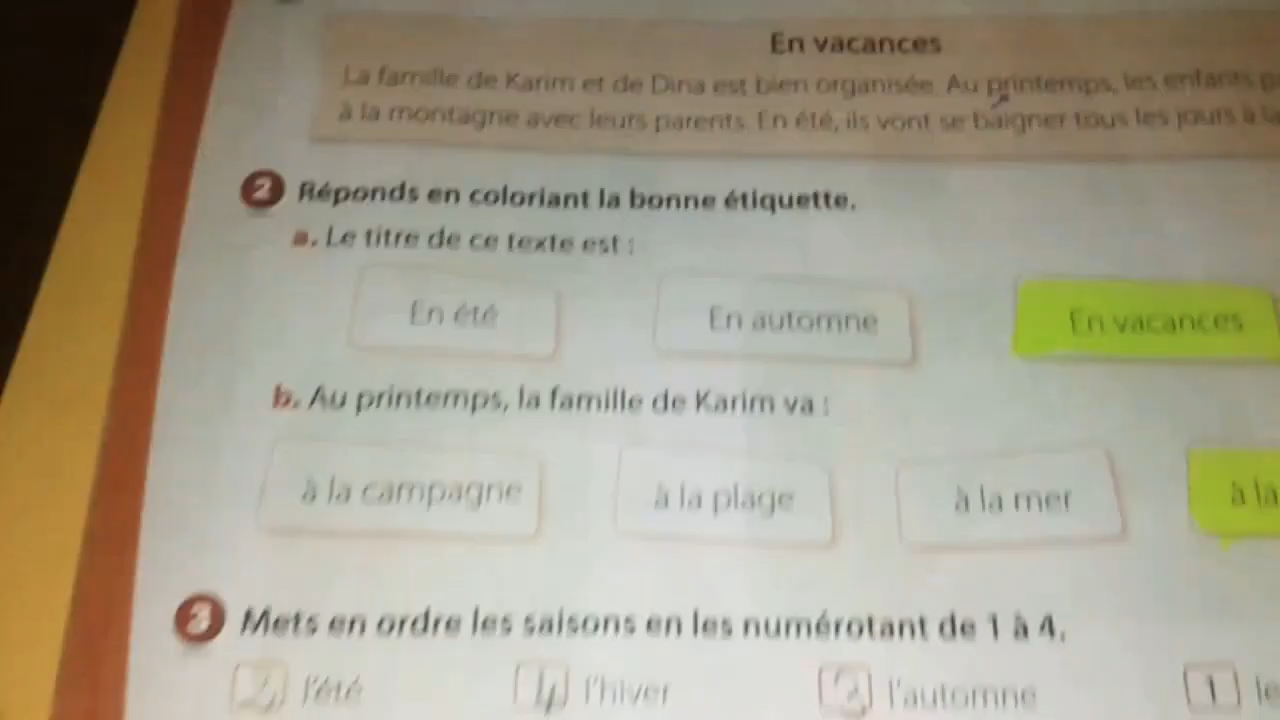 En vacances
La famille de Karim et de Dina est bien organisée. Au printemps, les enfants
à la montagne avec leurs parents. En été, ils vont se baigner tous les jours à
2 Réponds en coloriant la bonne étiquette.
a. Le titre de ce texte est :
En été En automne En vacances
b. Au printemps, la famille de Karim va :
à la campagne à la plage à la mer à la
3 Mets en ordre les saisons en les numérotant de 1 à 4.
2 l'été 4 l'hiver 3 l'automne 1 le